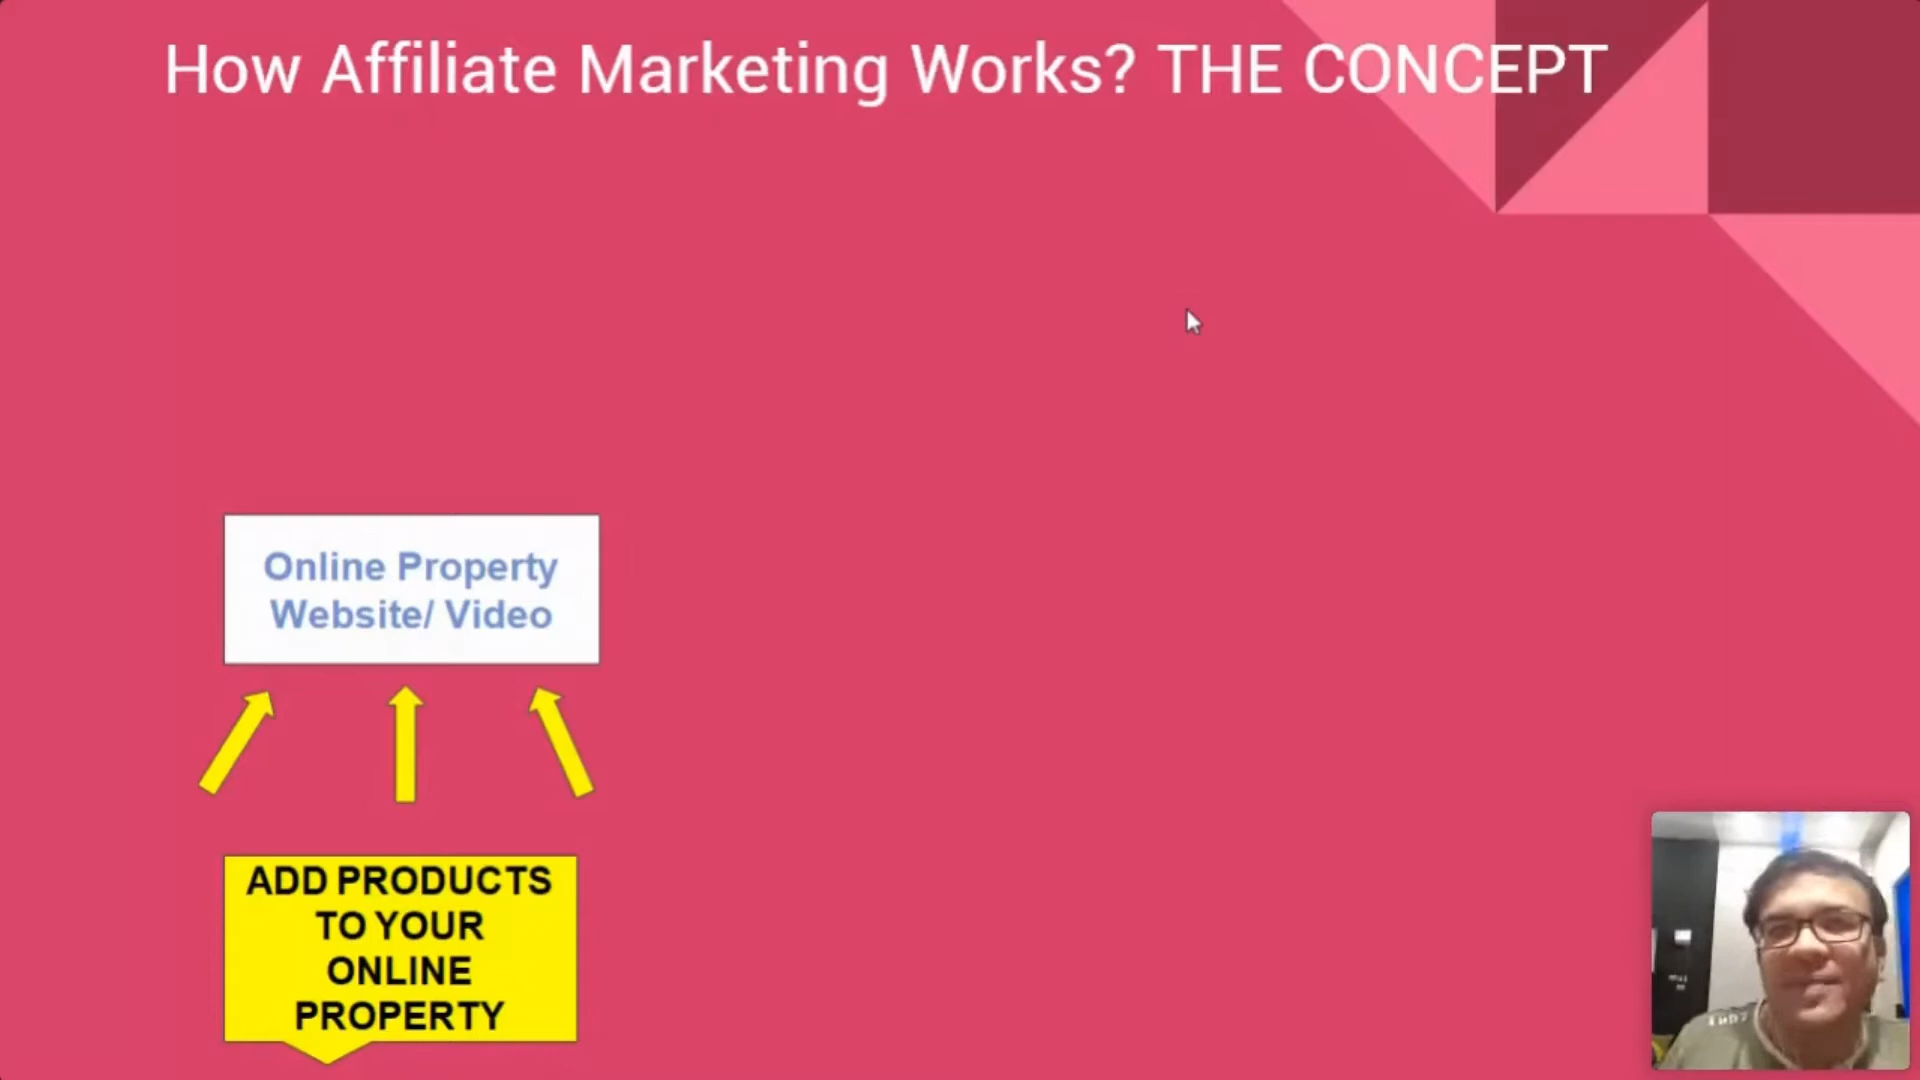 How Affiliate Marketing Works? THE CONCEPT
Online Property
Website/ Video
ADD PRODUCTS
TO YOUR
ONLINE
PROPERTY